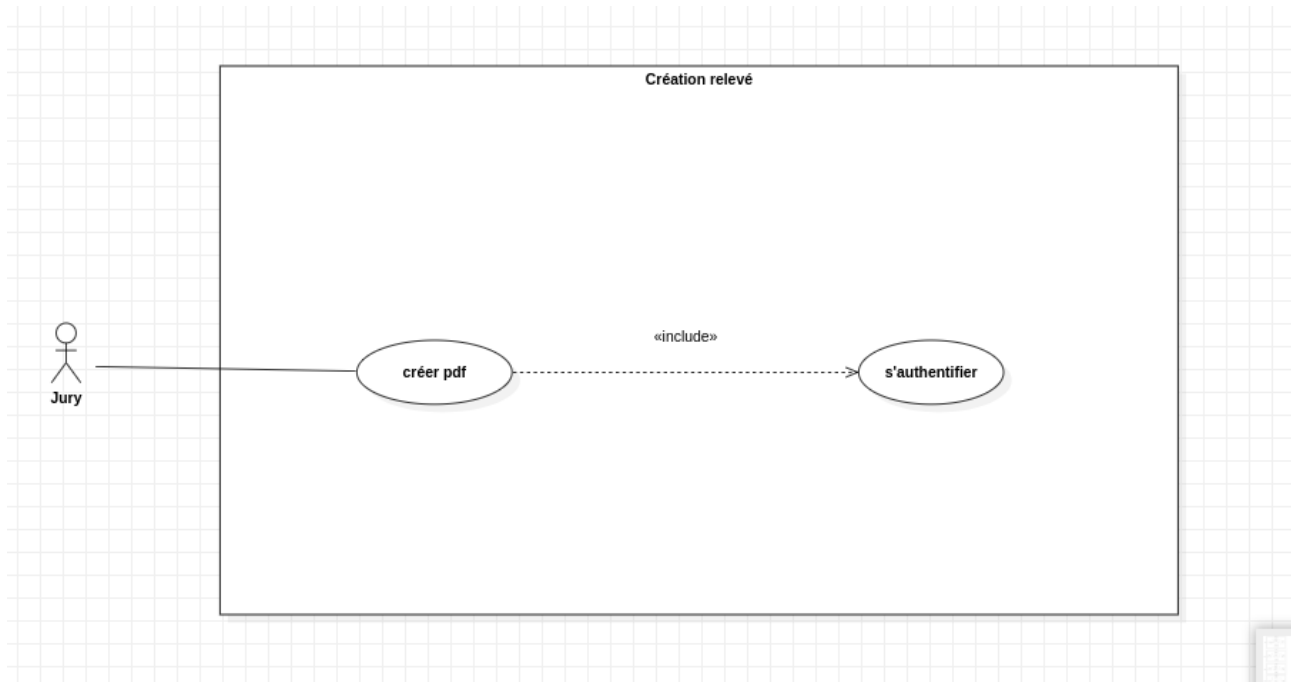 Création relevé
«include»
créer pdf
s'authentifier
Jury